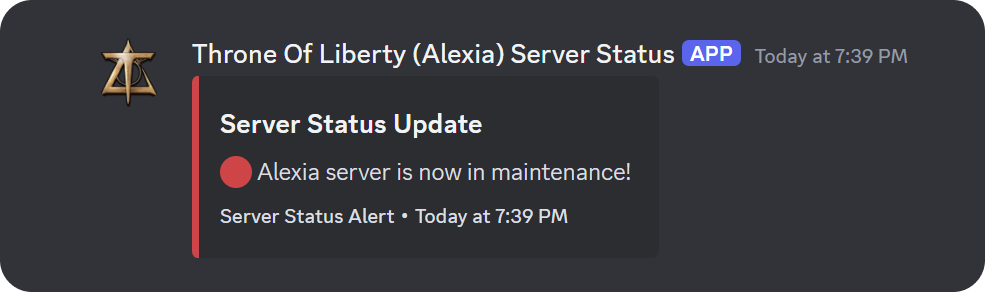 Throne Of Liberty (Alexia) Server Status APP Today at 7:39 PM
Server Status Update
Alexia server is now in maintenance!
Server Status Alert • Today at 7:39 PM